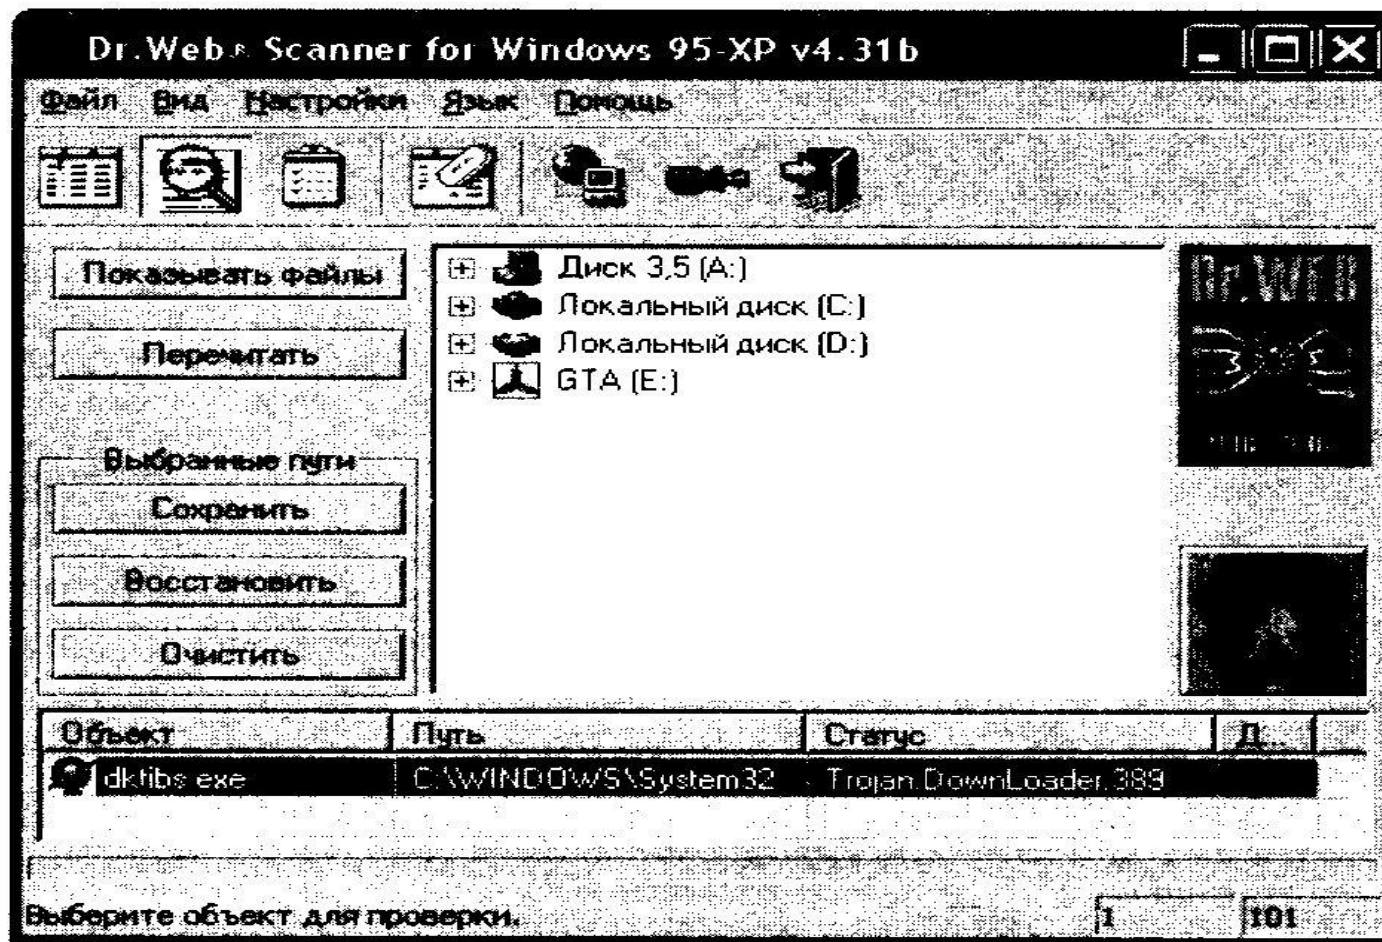 Dr.Web® Scanner for Windows 95-XP v4.31b
Файл Вид Настройки Язык Помощь
Показывать файлы
Перечитать
Выбранные пути
Сохранить
Восстановить
Очистить
Диск 3,5 (A:)
Локальный диск (C:)
Локальный диск (D:)
GTA (E:)
Dr.WEB
Объект Путь Статус Д...
dktibs.exe C:\WINDOWS\System32 Trojan.DownLoader.389
Выберите объект для проверки. 1 101